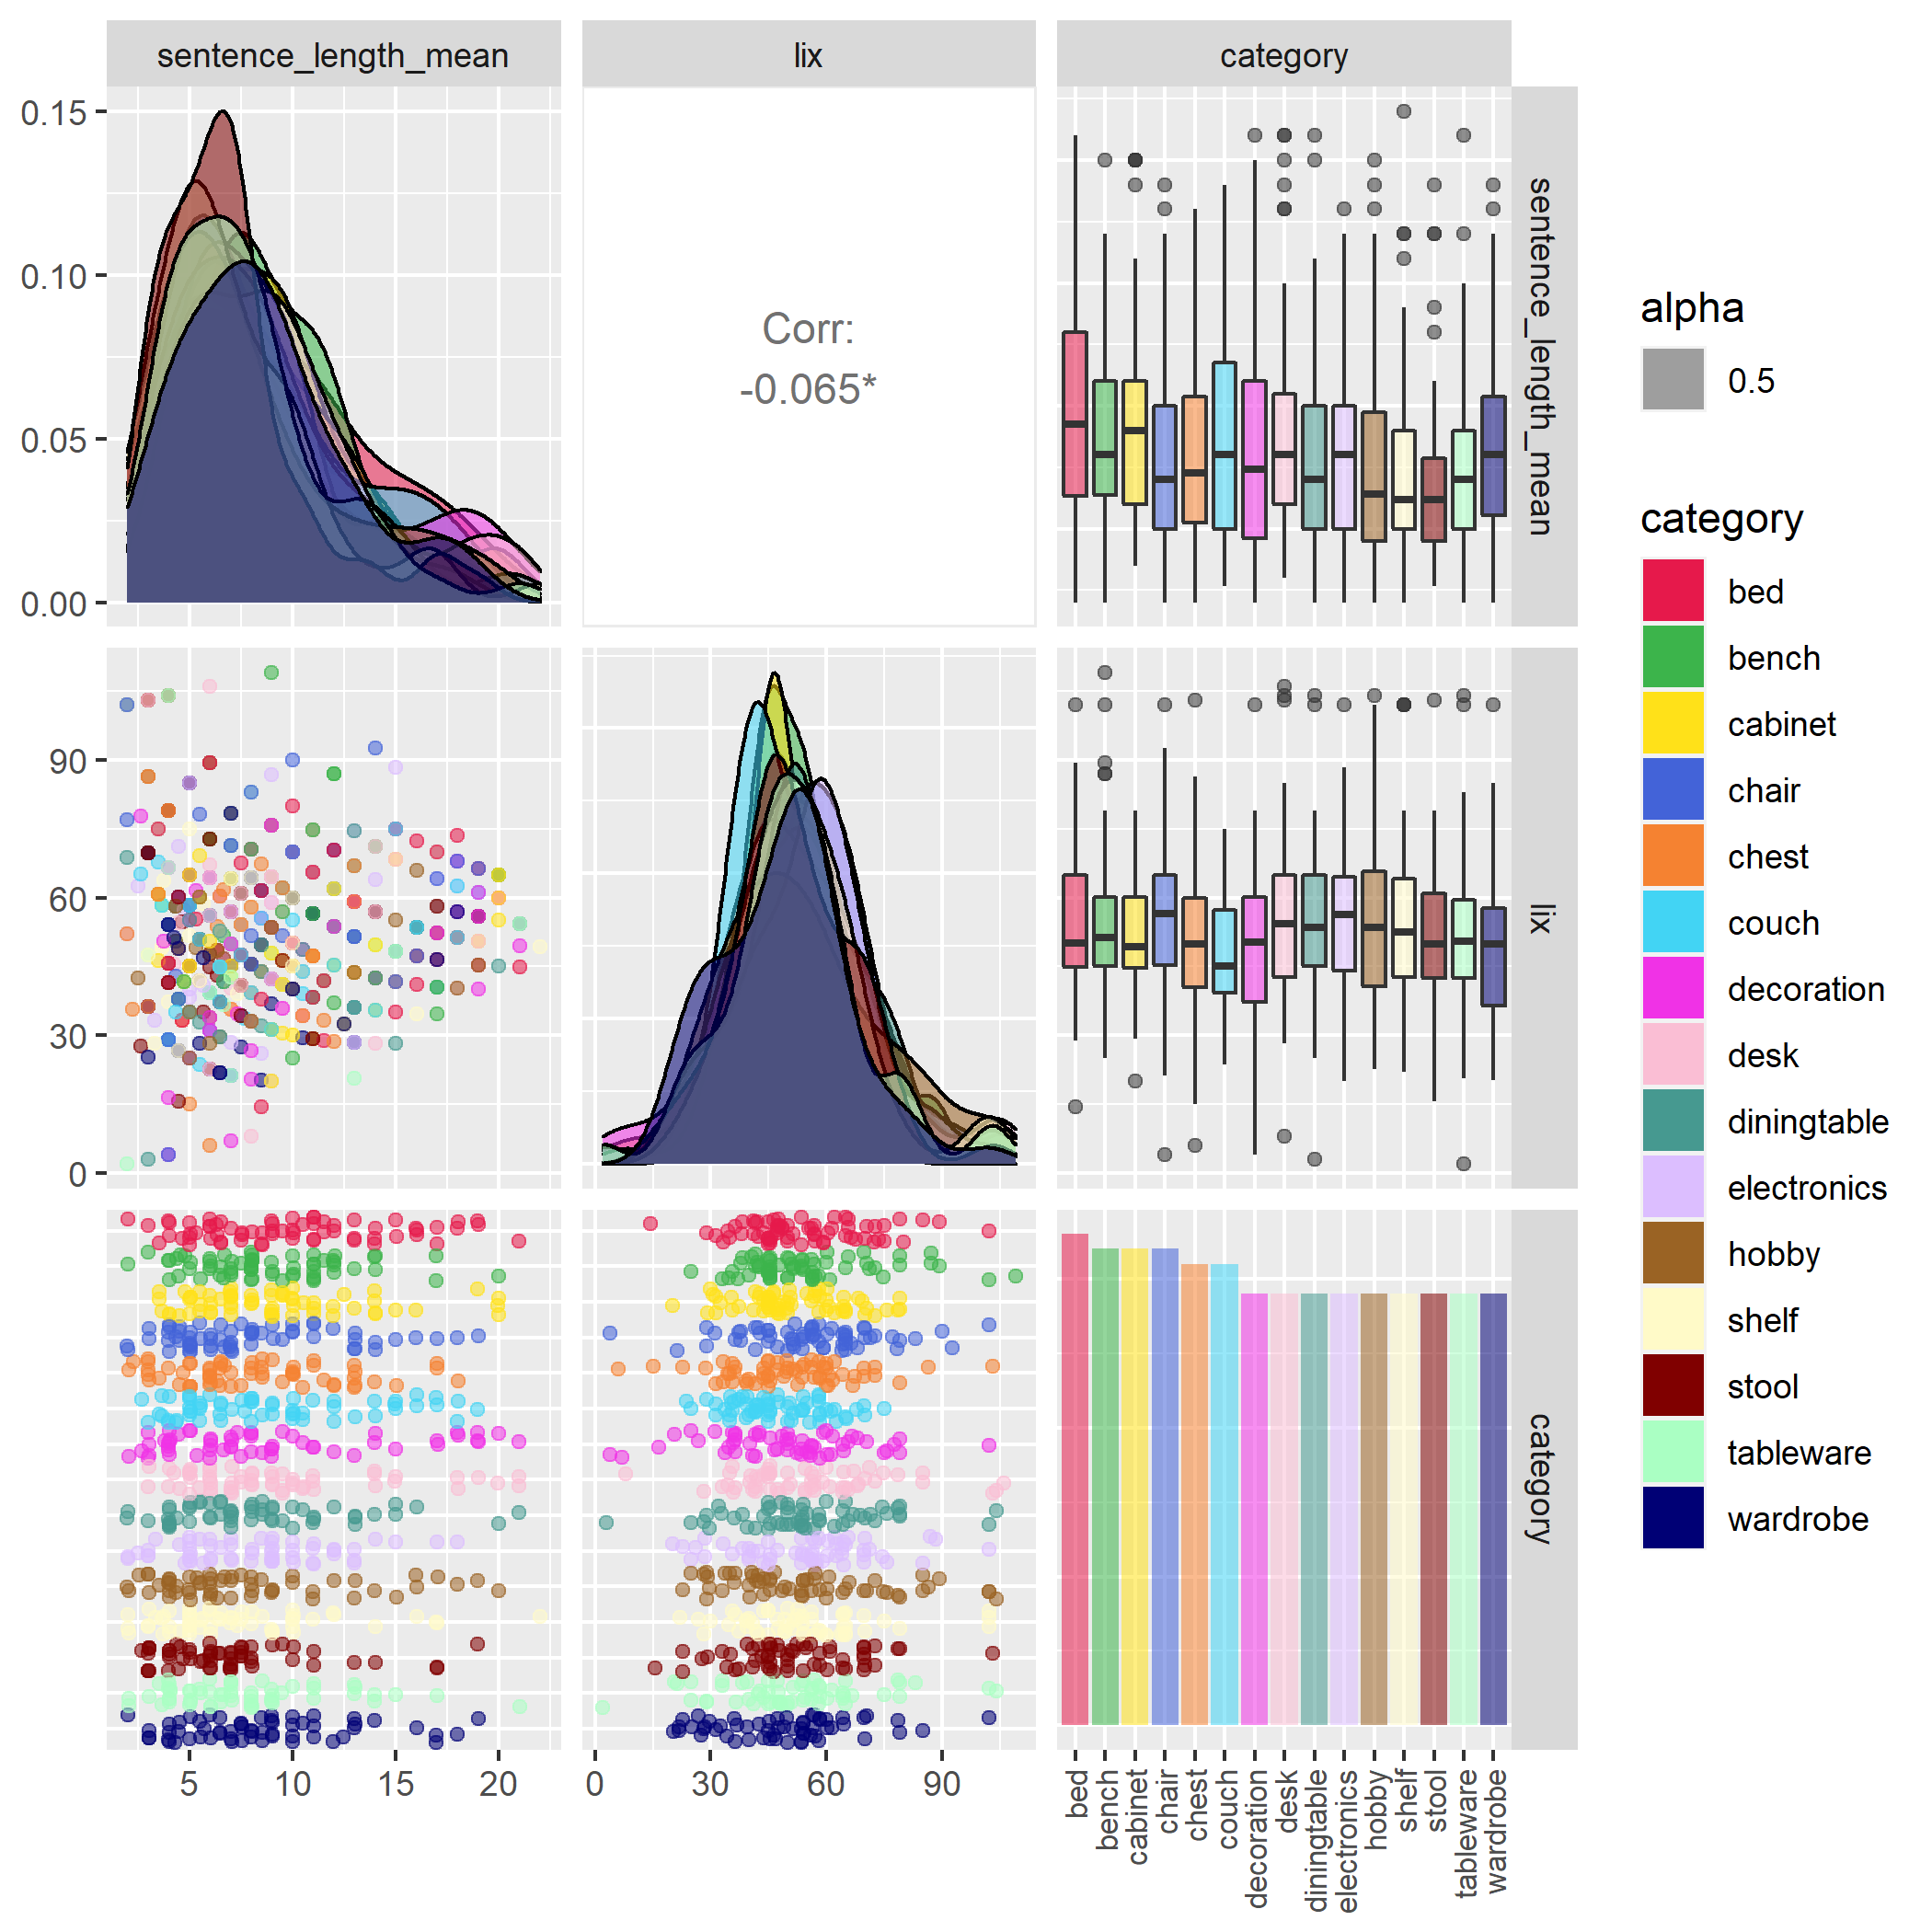 sentence_length_mean
lix
category
0.15
0.10
0.05
0.00
Corr:
-0.065*
sentence_length_mean
90
60
30
0
lix
category
5
10
15
20
0
30
60
90
bed
bench
cabinet
chair
chest
couch
decoration
desk
diningtable
electronics
hobby
shelf
stool
tableware
wardrobe
alpha
0.5
category
bed
bench
cabinet
chair
chest
couch
decoration
desk
diningtable
electronics
hobby
shelf
stool
tableware
wardrobe